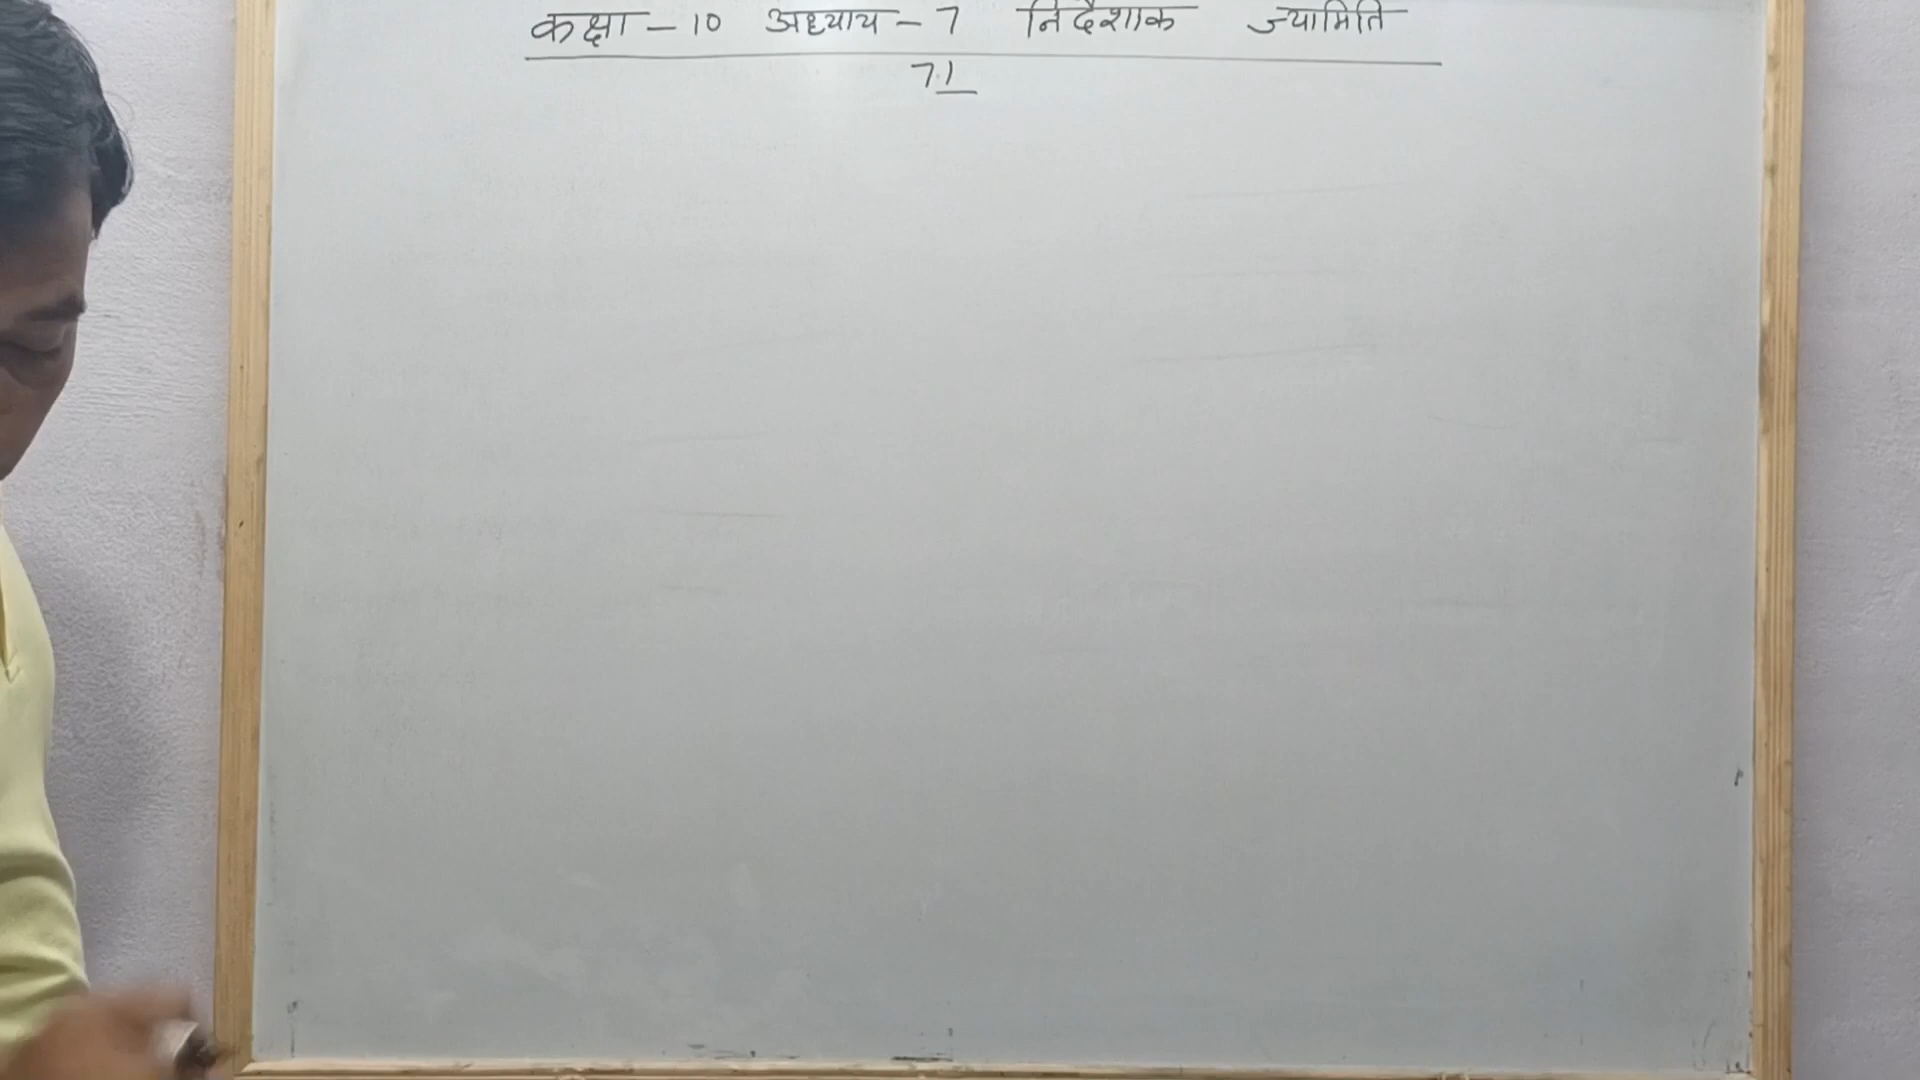 कक्षा - 10 अध्याय - 7 निर्देशांक ज्यामिति
7.1